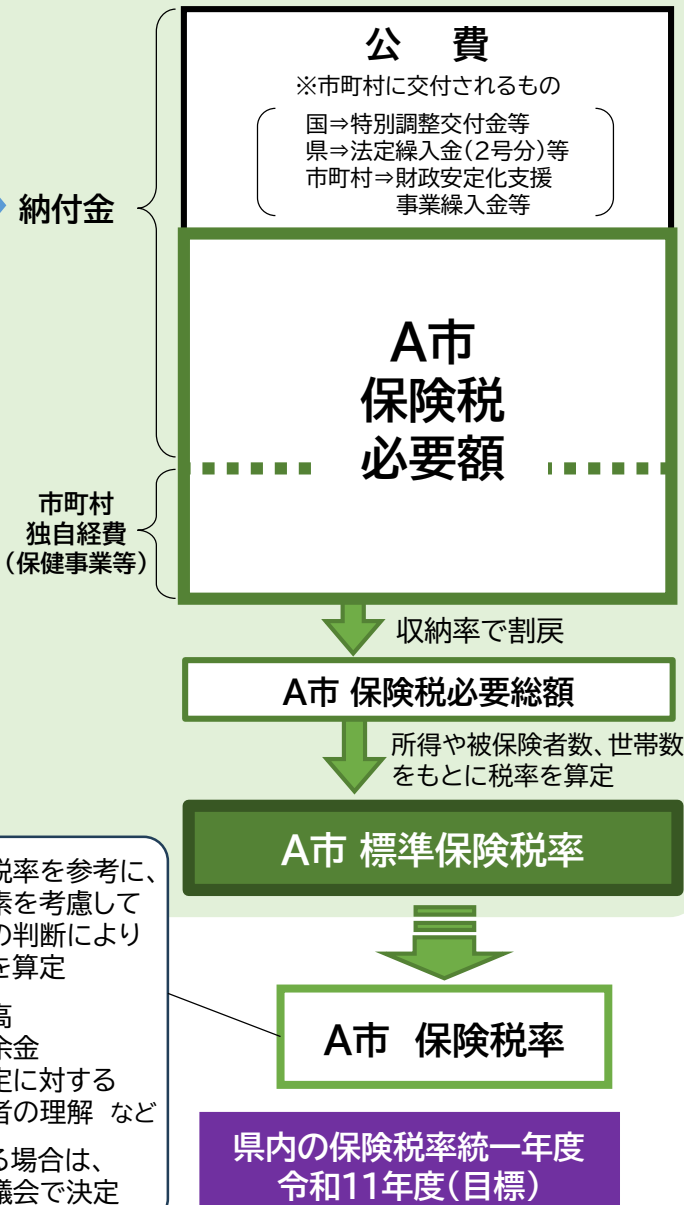 公 費
※市町村に交付されるもの
国⇒特別調整交付金等
県⇒法定繰入金(2号分)等
市町村⇒財政安定化支援
事業繰入金等
納付金
A市
保険税
必要額
市町村
独自経費
(保健事業等)
収納率で割戻
A市 保険税必要総額
所得や被保険者数、世帯数
をもとに税率を算定
A市 標準保険税率
税率を参考に、
素を考慮して
の判断により
を算定
高
余金
定に対する
者の理解 など
る場合は、
議会で決定
A市 保険税率
県内の保険税率統一年度
令和11年度(目標)